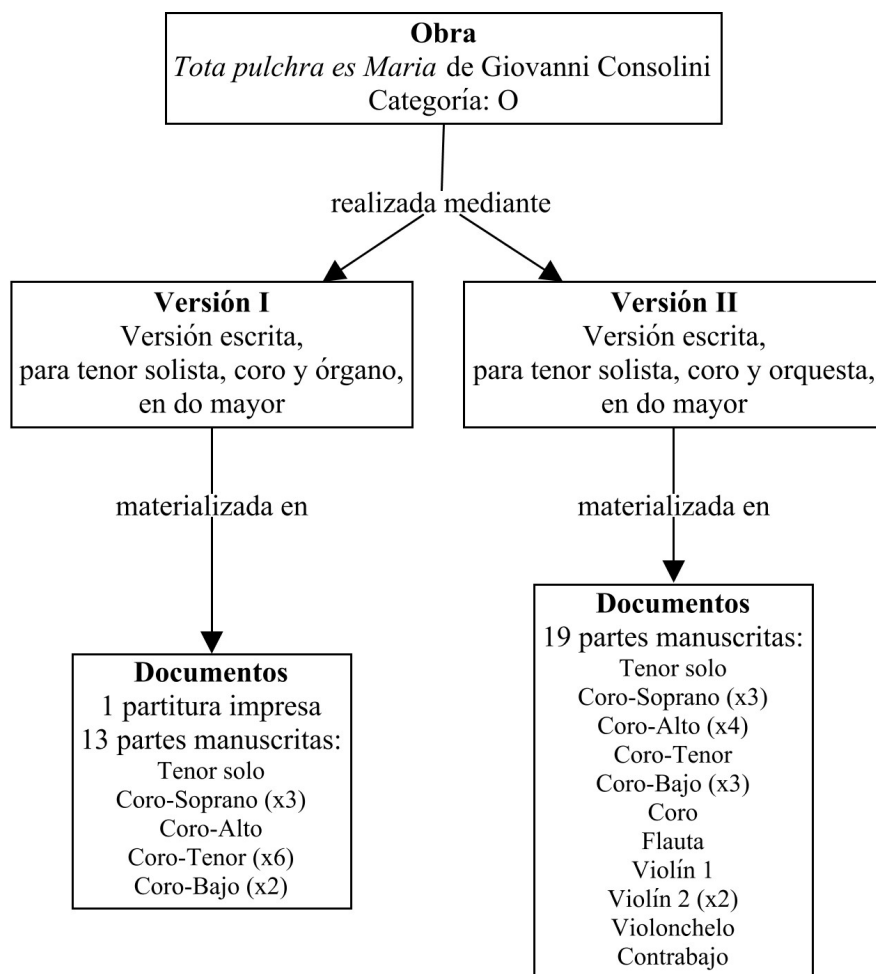 Obra
Tota pulchra es Maria de Giovanni Consolini
Categoría: O
realizada mediante
Versión I
Versión escrita,
para tenor solista, coro y órgano,
en do mayor
Versión II
Versión escrita,
para tenor solista, coro y orquesta,
en do mayor
materializada en
materializada en
Documentos
1 partitura impresa
13 partes manuscritas:
Tenor solo
Coro-Soprano (x3)
Coro-Alto
Coro-Tenor (x6)
Coro-Bajo (x2)
Documentos
19 partes manuscritas:
Tenor solo
Coro-Soprano (x3)
Coro-Alto (x4)
Coro-Tenor
Coro-Bajo (x3)
Coro
Flauta
Violín 1
Violín 2 (x2)
Violonchelo
Contrabajo